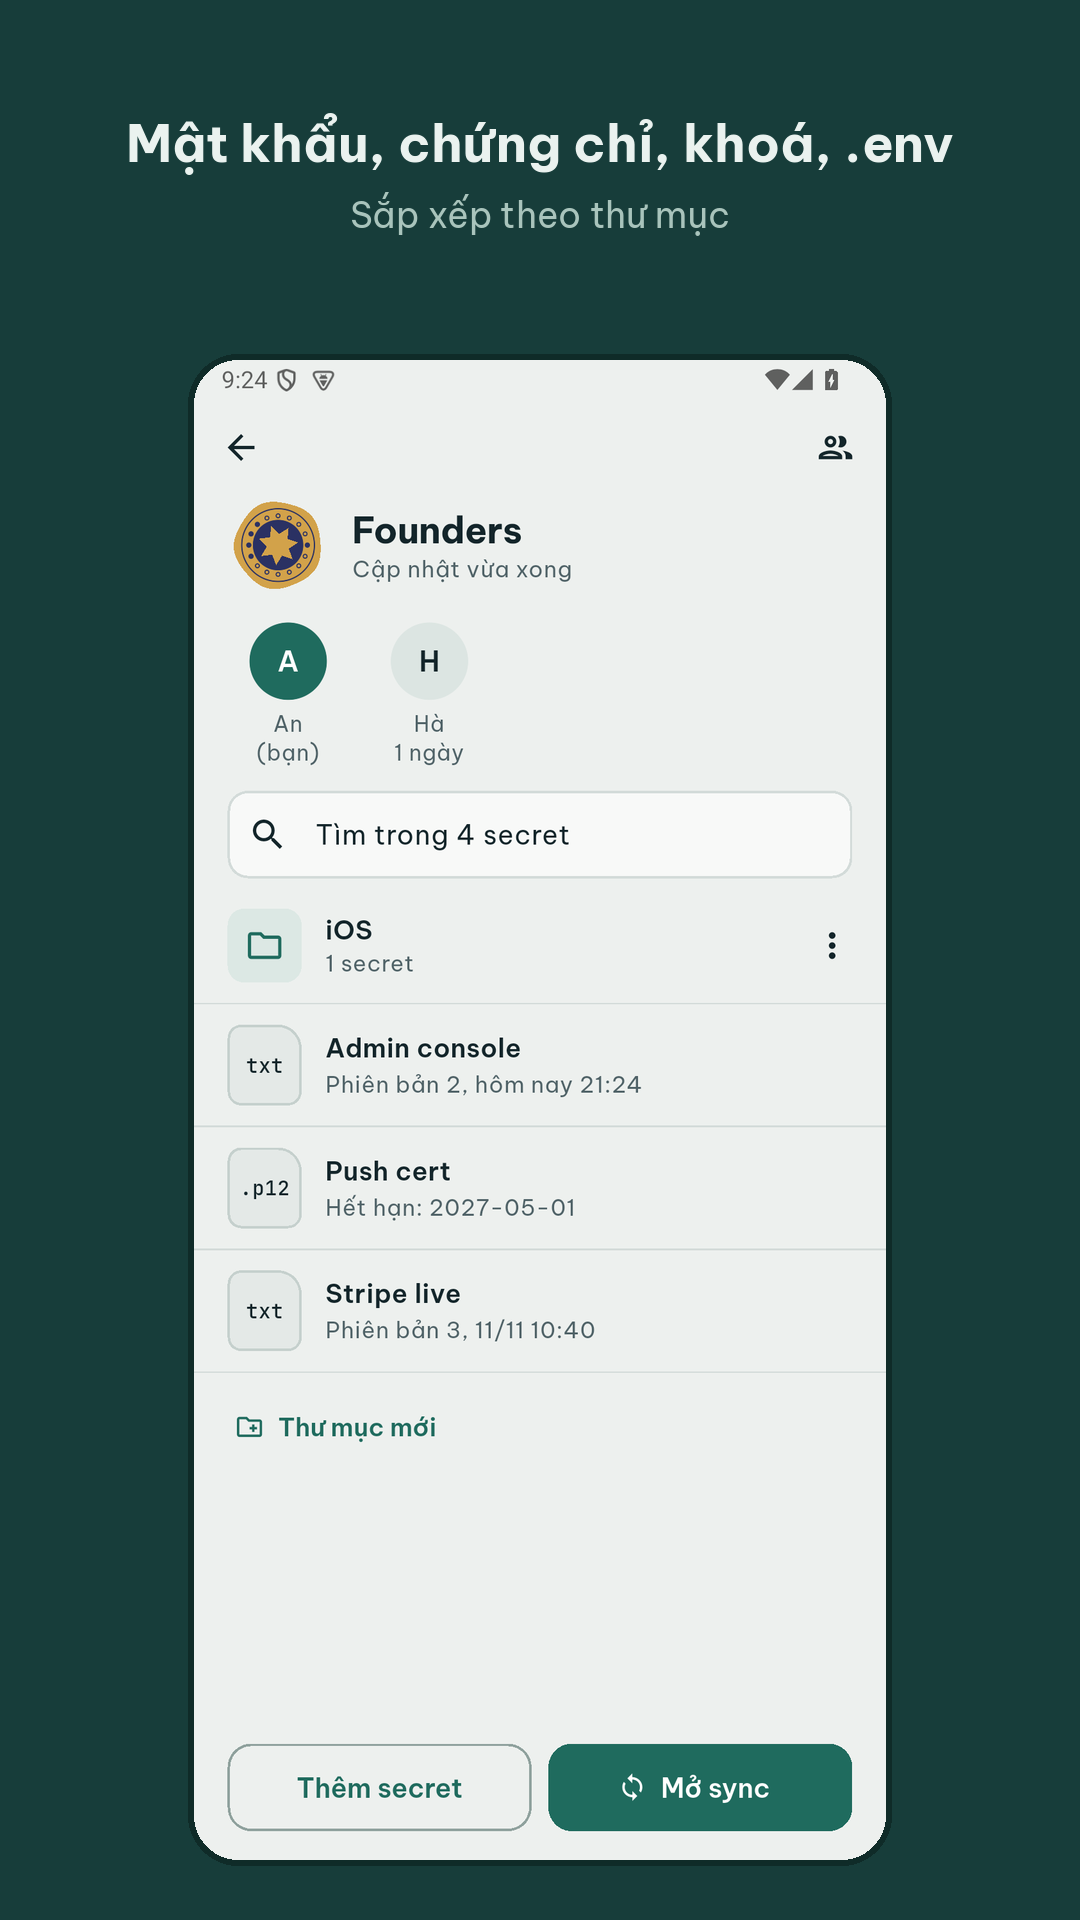 Mật khẩu, chứng chỉ, khoá, .env
Sắp xếp theo thư mục
9:24
Founders
Cập nhật vừa xong
A
H
An
(bạn)
Hà
1 ngày
Tìm trong 4 secret
iOS
1 secret
txt
Admin console
Phiên bản 2, hôm nay 21:24
.p12
Push cert
Hết hạn: 2027-05-01
txt
Stripe live
Phiên bản 3, 11/11 10:40
Thư mục mới
Thêm secret
Mở sync